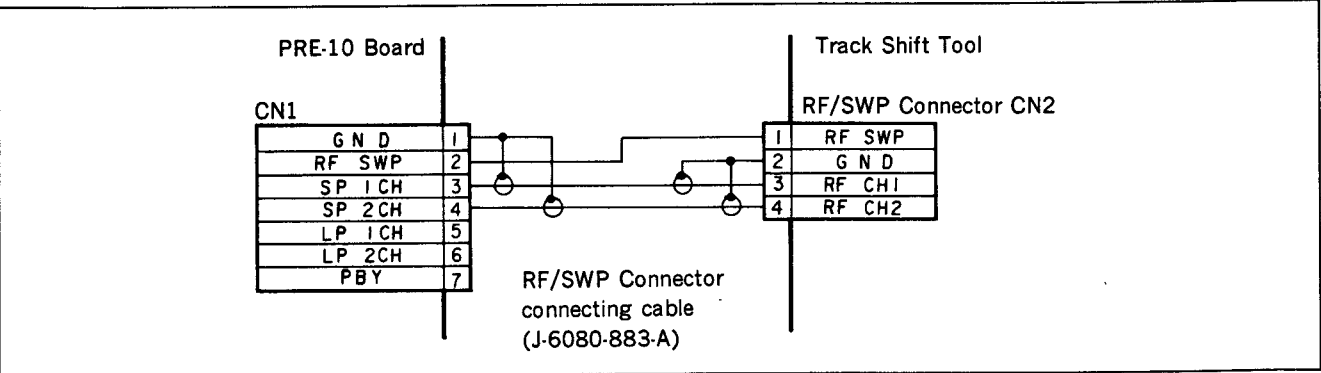 PRE-10 Board
Track Shift Tool
CN1
RF/SWP Connector CN2
G N D 1
RF SWP 2
SP 1CH 3
SP 2CH 4
LP 1CH 5
LP 2CH 6
PBY 7
1 RF SWP
2 G N D
3 RF CH1
4 RF CH2
RF/SWP Connector
connecting cable
(J-6080-883-A)